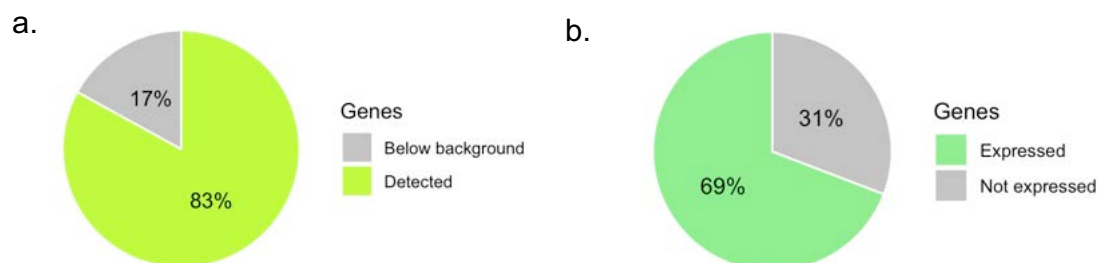 a.
17%
83%
Genes
Below background
Detected
b.
31%
69%
Genes
Expressed
Not expressed